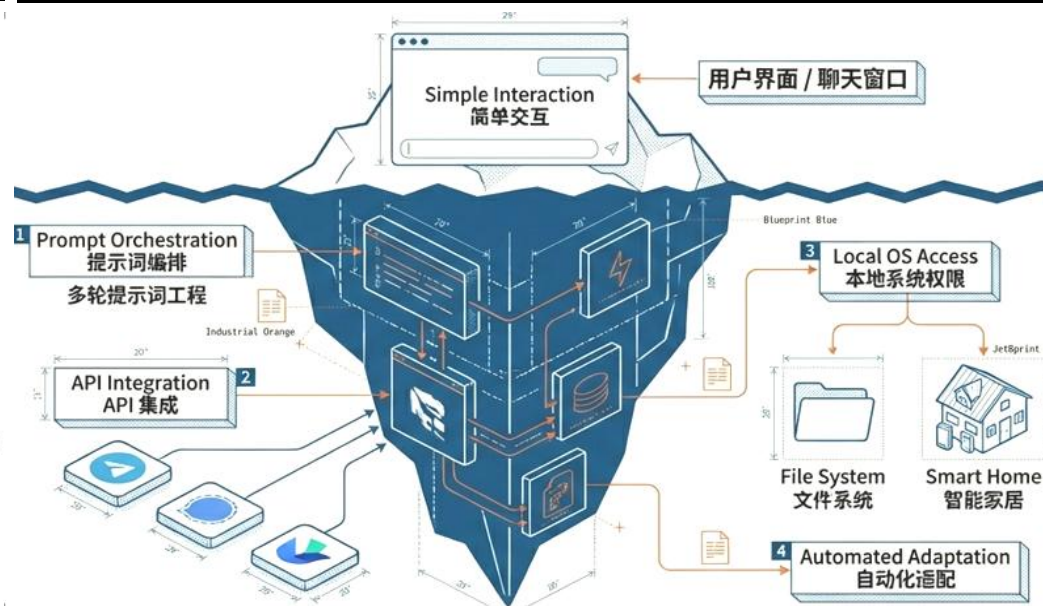 29"
Simple Interaction
简单交互
用户界面 / 聊天窗口
Blueprint Blue
1
Prompt Orchestration
提示词编排
多轮提示词工程
Industrial Orange
3
Local OS Access
本地系统权限
JetBprint
20"
API Integration
API 集成
2
File System
文件系统
Smart Home
智能家居
4
Automated Adaptation
自动化适配